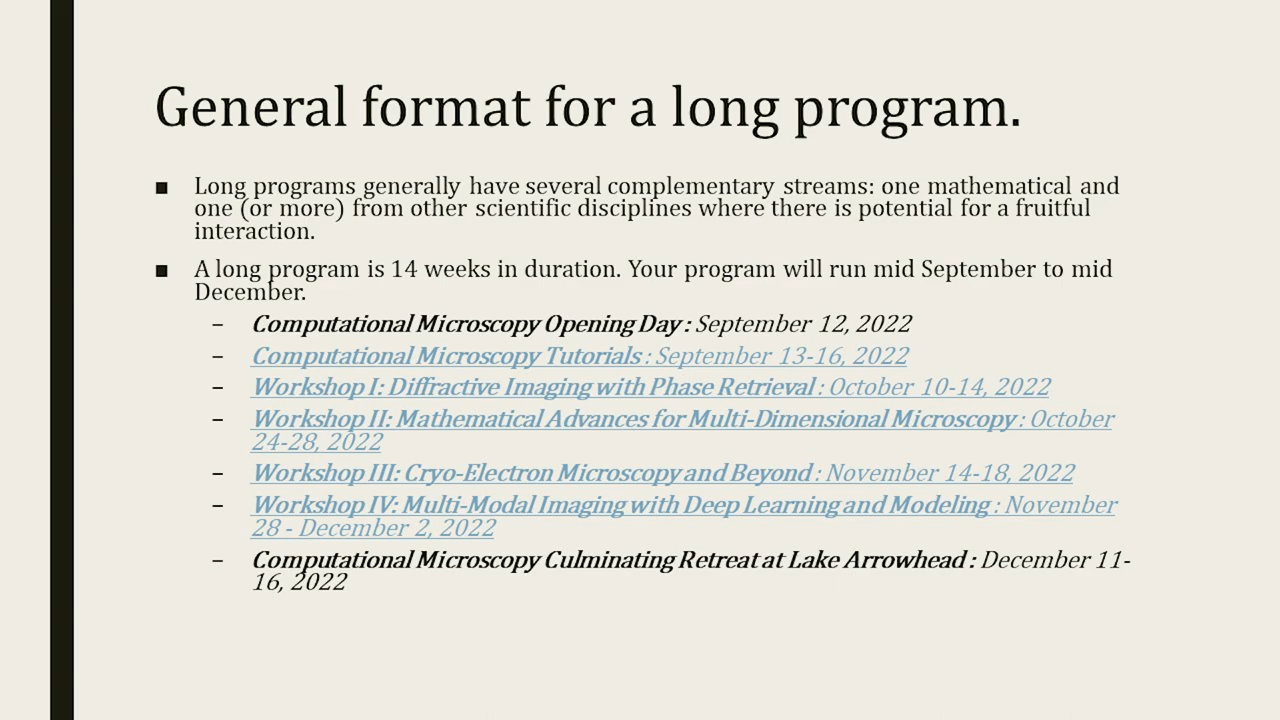 General format for a long program.
■ Long programs generally have several complementary streams: one mathematical and
one (or more) from other scientific disciplines where there is potential for a fruitful
interaction.
■ A long program is 14 weeks in duration. Your program will run mid September to mid
December.
– Computational Microscopy Opening Day : September 12, 2022
– Computational Microscopy Tutorials : September 13-16, 2022
– Workshop I: Diffractive Imaging with Phase Retrieval : October 10-14, 2022
– Workshop II: Mathematical Advances for Multi-Dimensional Microscopy : October
24-28, 2022
– Workshop III: Cryo-Electron Microscopy and Beyond : November 14-18, 2022
– Workshop IV: Multi-Modal Imaging with Deep Learning and Modeling : November
28 - December 2, 2022
– Computational Microscopy Culminating Retreat at Lake Arrowhead : December 11-
16, 2022